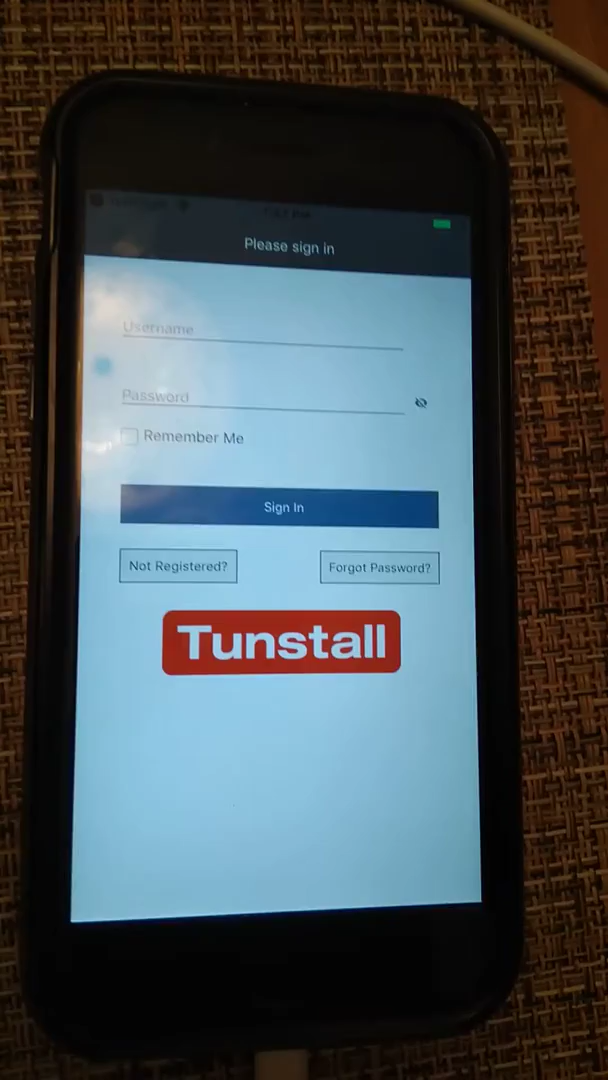 Please sign in
Username
Password
Remember Me
Sign In
Not Registered?
Forgot Password?
Tunstall